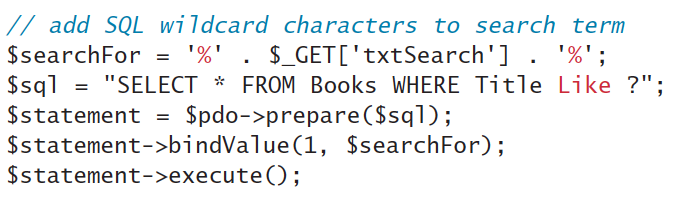 // add SQL wildcard characters to search term
$searchFor = '%' . $_GET['txtSearch'] . '%';
$sql = "SELECT * FROM Books WHERE Title Like ?";
$statement = $pdo->prepare($sql);
$statement->bindValue(1, $searchFor);
$statement->execute();